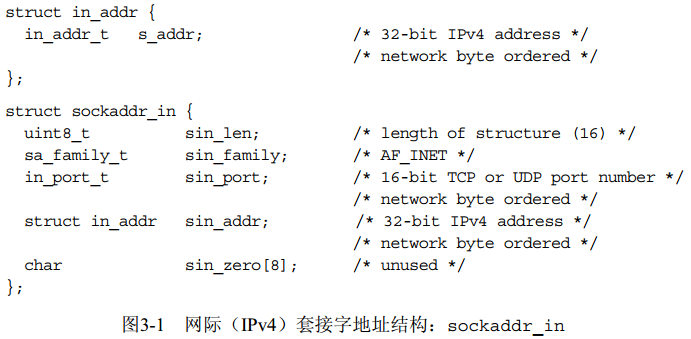 struct in_addr {
  in_addr_t   s_addr;             /* 32-bit IPv4 address */
                                  /* network byte ordered */
};
struct sockaddr_in {
  uint8_t         sin_len;        /* length of structure (16) */
  sa_family_t     sin_family;     /* AF_INET */
  in_port_t       sin_port;       /* 16-bit TCP or UDP port number */
                                  /* network byte ordered */
  struct in_addr  sin_addr;       /* 32-bit IPv4 address */
                                  /* network byte ordered */
  char            sin_zero[8];    /* unused */
};
图3-1 网际（IPv4）套接字地址结构：sockaddr_in